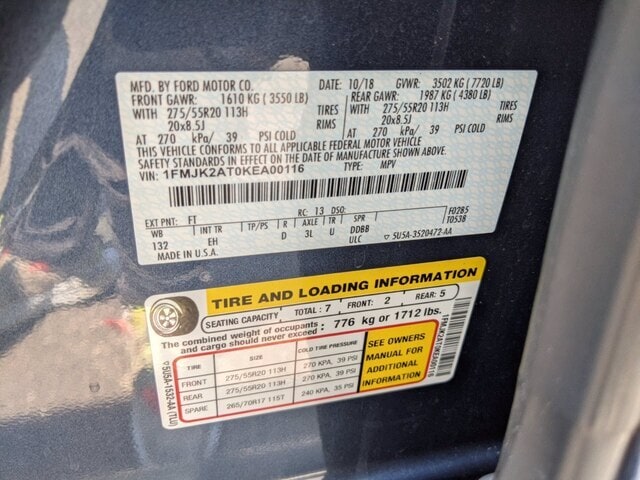 MFD. BY FORD MOTOR CO. DATE: 10/18 GVWR: 3502 KG ( 7720 LB)
FRONT GAWR: 1610 KG ( 3550 LB) REAR GAWR: 1987 KG ( 4380 LB)
WITH 275/55R20 113H TIRES WITH 275/55R20 113H TIRES
20x8.5J RIMS 20x8.5J RIMS
AT 270 kPa/ 39 PSI COLD AT 270 kPa/ 39 PSI COLD
THIS VEHICLE CONFORMS TO ALL APPLICABLE FEDERAL MOTOR VEHICLE
SAFETY STANDARDS IN EFFECT ON THE DATE OF MANUFACTURE SHOWN ABOVE.
VIN: 1FMJK2AT0KEA00116 TYPE: MPV
EXT PNT: FT RC: 13 DSO: F0285
WB INT TR TP/PS R AXLE TR SPR T0538
132 EH D 3L U DDBB
MADE IN U.S.A. ULC 5U5A-3520472-AA
TIRE AND LOADING INFORMATION
SEATING CAPACITY TOTAL : 7 FRONT: 2 REAR: 5
The combined weight of occupants and cargo should never exceed : 776 kg or 1712 lbs.
TIRE SIZE COLD TIRE PRESSURE
FRONT 275/55R20 113H 270 KPA, 39 PSI
REAR 275/55R20 113H 270 KPA, 39 PSI
SPARE 265/70R17 115T 240 KPA, 35 PSI
SEE OWNERS
MANUAL FOR
ADDITIONAL
INFORMATION
5U5A-1532-AA (TLU)